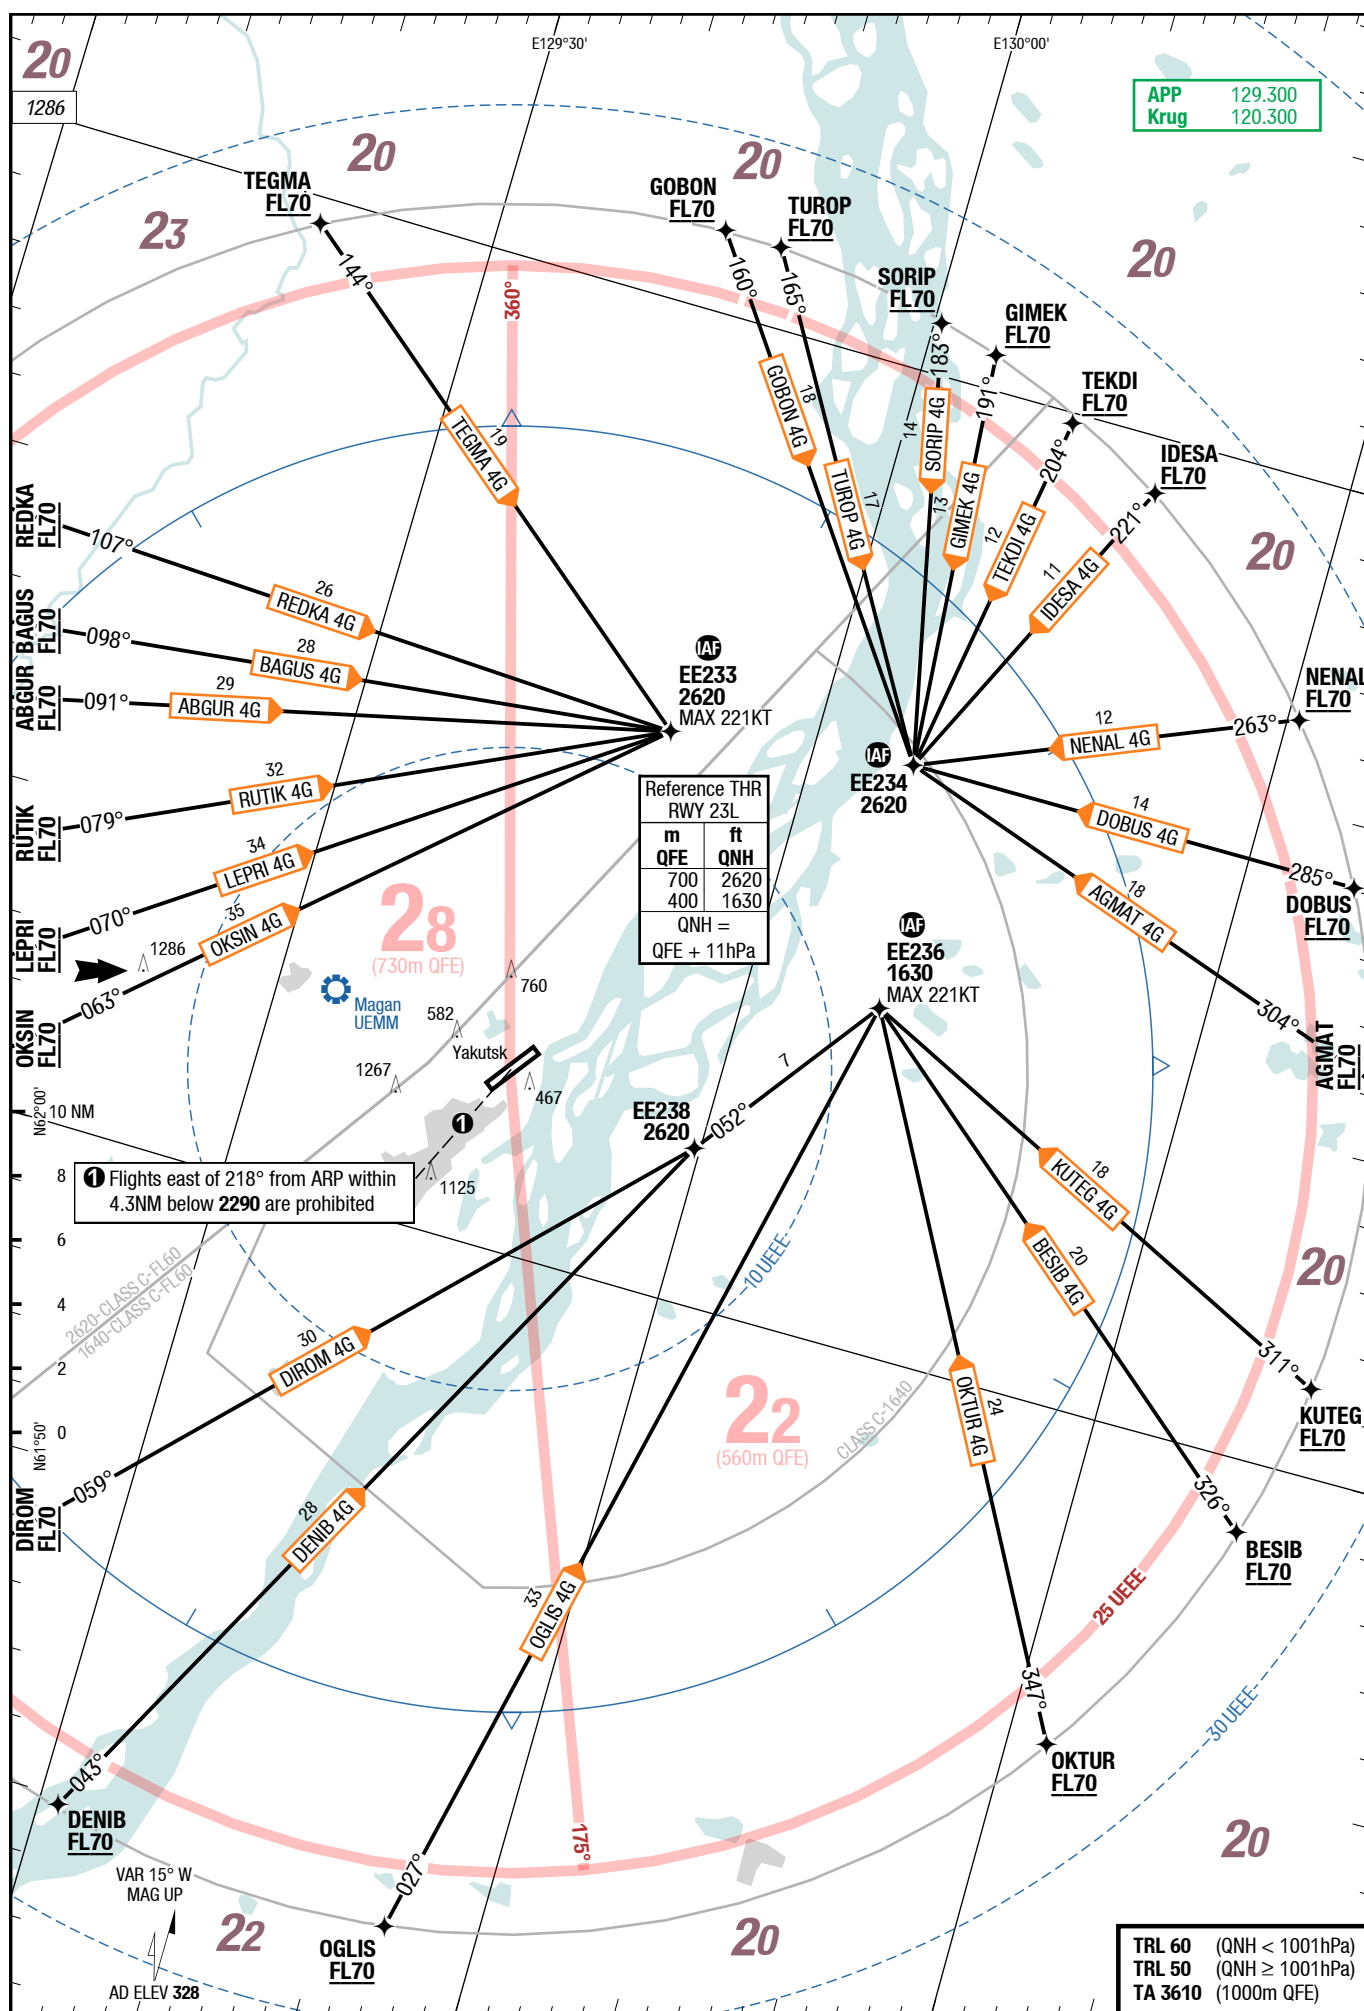 E129°30'
E130°00'
20
1286
APP 129.300
Krug 120.300
20
20
23
20
TEGMA
FL70
GOBON
FL70
TUROP
FL70
SORIP
FL70
GIMEK
FL70
TEKDI
FL70
IDESA
FL70
20
144°
360°
160°
165°
183°
191°
204°
221°
19
TEGMA 4G
18
GOBON 4G
17
TUROP 4G
14
SORIP 4G
13
GIMEK 4G
12
TEKDI 4G
11
IDESA 4G
REDKA
FL70
107°
26
REDKA 4G
BAGUS
FL70
098°
28
BAGUS 4G
ABGUR
FL70
091°
29
ABGUR 4G
RUTIK
FL70
079°
32
RUTIK 4G
LEPRI
FL70
070°
34
LEPRI 4G
OKSIN
FL70
063°
35
OKSIN 4G
IAF
EE233
2620
MAX 221KT
IAF
EE234
2620
NENAL
FL70
263°
12
NENAL 4G
14
DOBUS 4G
285°
DOBUS
FL70
18
AGMAT 4G
304°
AGMAT
FL70
Reference THR
RWY 23L
m ft
QFE QNH
700 2620
400 1630
QNH =
QFE + 11hPa
28
(730m QFE)
1286
Magan
UEMM
760
582
Yakutsk
1267
467
1125
IAF
EE236
1630
MAX 221KT
7
052°
EE238
2620
N62°00'
10 NM
8
6
4
2
0
N61°50'
1
1 Flights east of 218° from ARP within
4.3NM below 2290 are prohibited
2620-CLASS C-FL60
1640-CLASS C-FL60
10 UEEE
18
KUTEG 4G
311°
KUTEG
FL70
20
BESIB 4G
326°
BESIB
FL70
20
24
OKTUR 4G
347°
OKTUR
FL70
22
(560m QFE)
CLASS C-1640
30
DIROM 4G
059°
DIROM
FL70
28
DENIB 4G
043°
DENIB
FL70
33
OGLIS 4G
027°
OGLIS
FL70
25 UEEE
30 UEEE
175°
20
22
20
VAR 15° W
MAG UP
AD ELEV 328
TRL 60 (QNH < 1001hPa)
TRL 50 (QNH ≥ 1001hPa)
TA 3610 (1000m QFE)